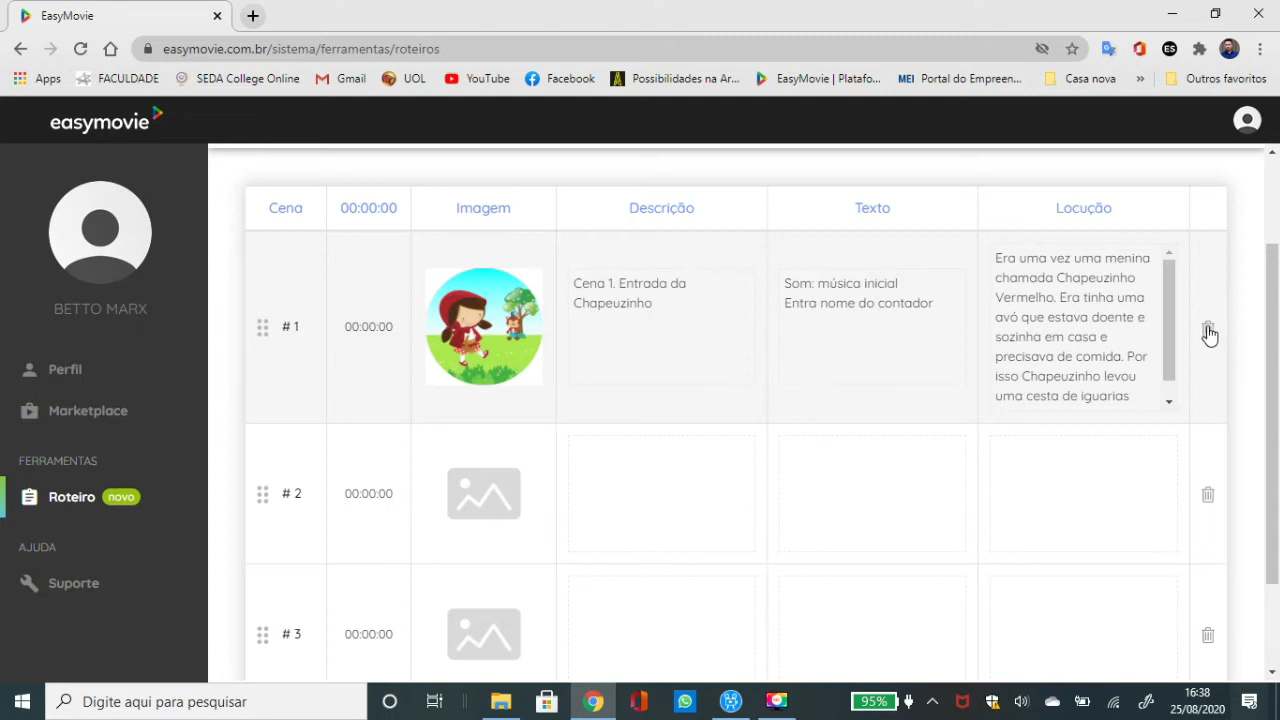 EasyMovie
easymovie.com.br/sistema/ferramentas/roteiros
ES
Apps
FACULDADE
SEDA College Online
Gmail
UOL
YouTube
Facebook
Possibilidades na Ar...
EasyMovie | Platafo...
MEI Portal do Empreen...
Casa nova
»
Outros favoritos
easymovie
BETTO MARX
Perfil
Marketplace
FERRAMENTAS
Roteiro novo
AJUDA
Suporte
Cena 00:00:00 Imagem Descrição Texto Locução
# 1 00:00:00
Cena 1. Entrada da
Chapeuzinho
Som: música inicial
Entra nome do contador
Era uma vez uma menina
chamada Chapeuzinho
Vermelho. Era tinha uma
avó que estava doente e
sozinha em casa e
precisava de comida. Por
isso Chapeuzinho levou
uma cesta de iguarias
# 2 00:00:00
# 3 00:00:00
Digite aqui para pesquisar
95%
16:38
25/08/2020